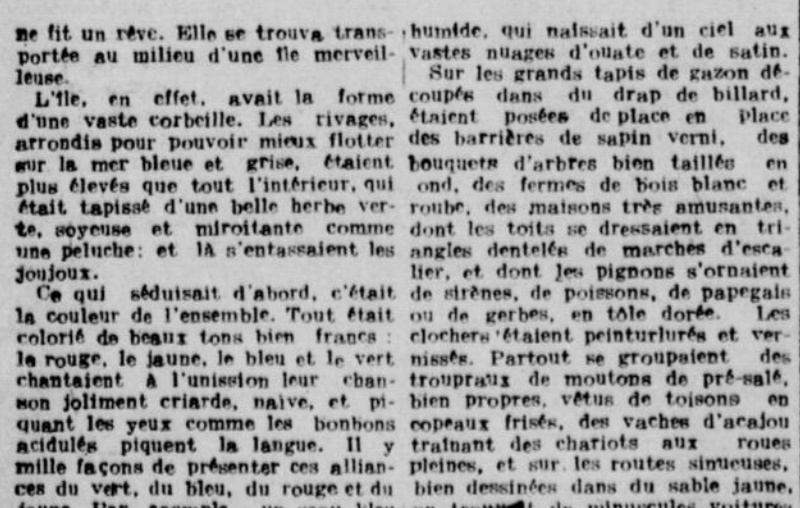 ne fit un rêve. Elle se trouva trans-
portée au milieu d'une île merveil-
leuse.
L'île, en effet, avait la forme
d'une vaste corbeille. Les rivages,
arrondis pour pouvoir mieux flotter
sur la mer bleue et grise, étaient
plus élevés que tout l'intérieur, qui
était tapissé d'une belle herbe ver-
te, soyeuse et miroitante comme
une peluche; et là s'entassaient les
joujoux.
Ce qui séduisait d'abord, c'était
la couleur de l'ensemble. Tout était
colorié de beaux tons bien francs :
le rouge, le jaune, le bleu et le vert
chantaient à l'unission leur chan-
son joliment criarde, naïve, et pi-
quant les yeux comme les bonbons
acidulés piquent la langue. Il y
mille façons de présenter ces allian-
ces du vert, du bleu, du rouge et du
humide, qui naissait d'un ciel aux
vastes nuages d'ouate et de satin.
Sur les grands tapis de gazon dé-
coupés dans du drap de billard,
étaient posées de place en place
des barrières de sapin verni, des
bouquets d'arbres bien taillés en
ond, des fermes de bois blanc et
roube, des maisons très amusantes,
dont les toits se dressaient en tri-
angles dentelés de marches d'esca-
lier, et dont les pignons s'ornaient
de sirènes, de poissons, de papegais
ou de gerbes, en tôle dorée. Les
clochers étaient peinturlurés et ver-
nissés. Partout se groupaient des
troupraux de moutons de pré-salé,
bien propres, vêtus de toisons en
copeaux frisés, des vaches d'acajou
traînant des chariots aux roues
pleines, et sur les routes sinueuses,
bien dessinées dans du sable jaune,